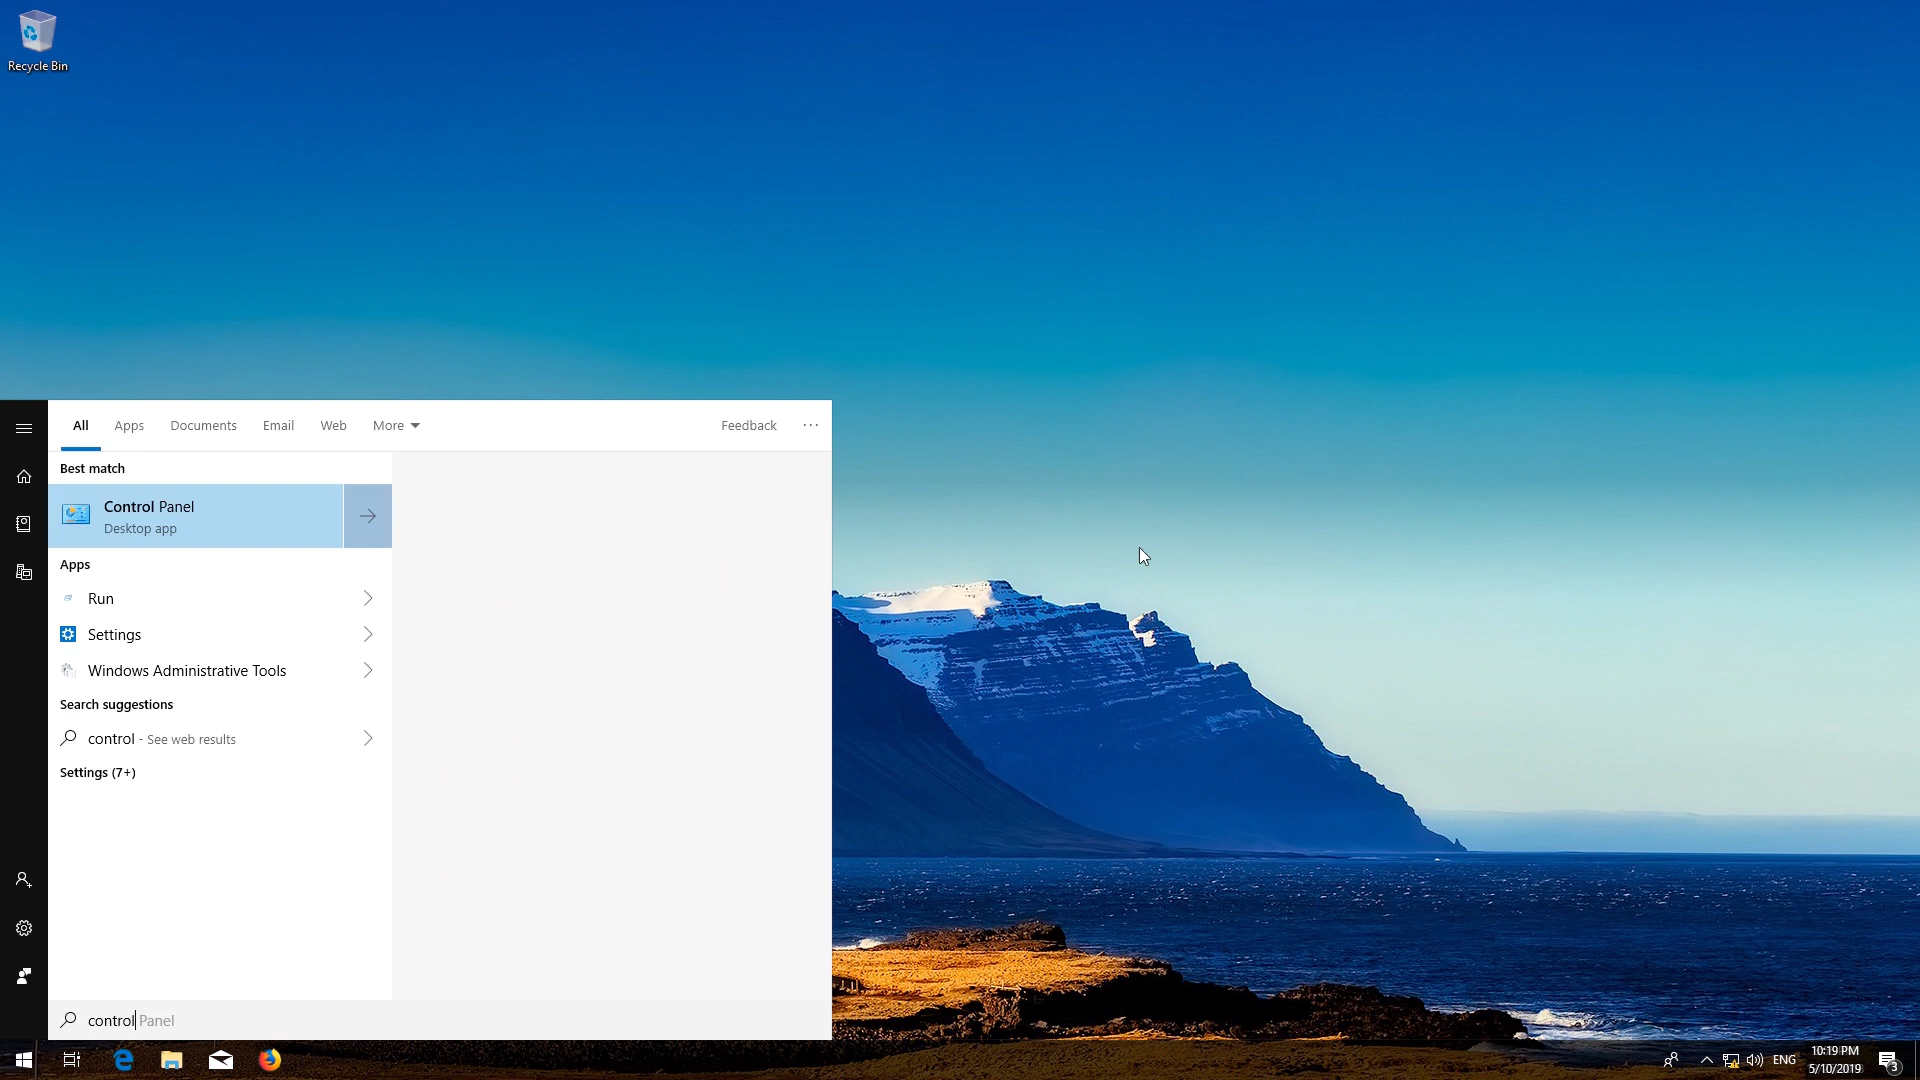 Recycle Bin
All Apps Documents Email Web More Feedback ...
Best match
Control Panel
Desktop app
Apps
Run
Settings
Windows Administrative Tools
Search suggestions
control - See web results
Settings (7+)
control Panel
ENG
10:19 PM
5/10/2019
3